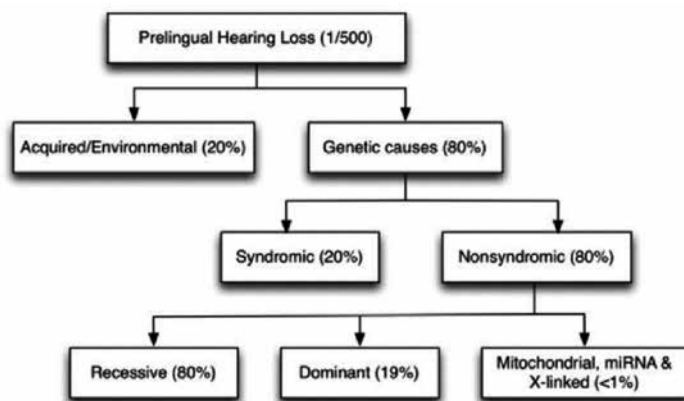 Prelingual Hearing Loss (1/500)
Acquired/Environmental (20%)
Genetic causes (80%)
Syndromic (20%)
Nonsyndromic (80%)
Recessive (80%)
Dominant (19%)
Mitochondrial, miRNA &
X-linked (<1%)